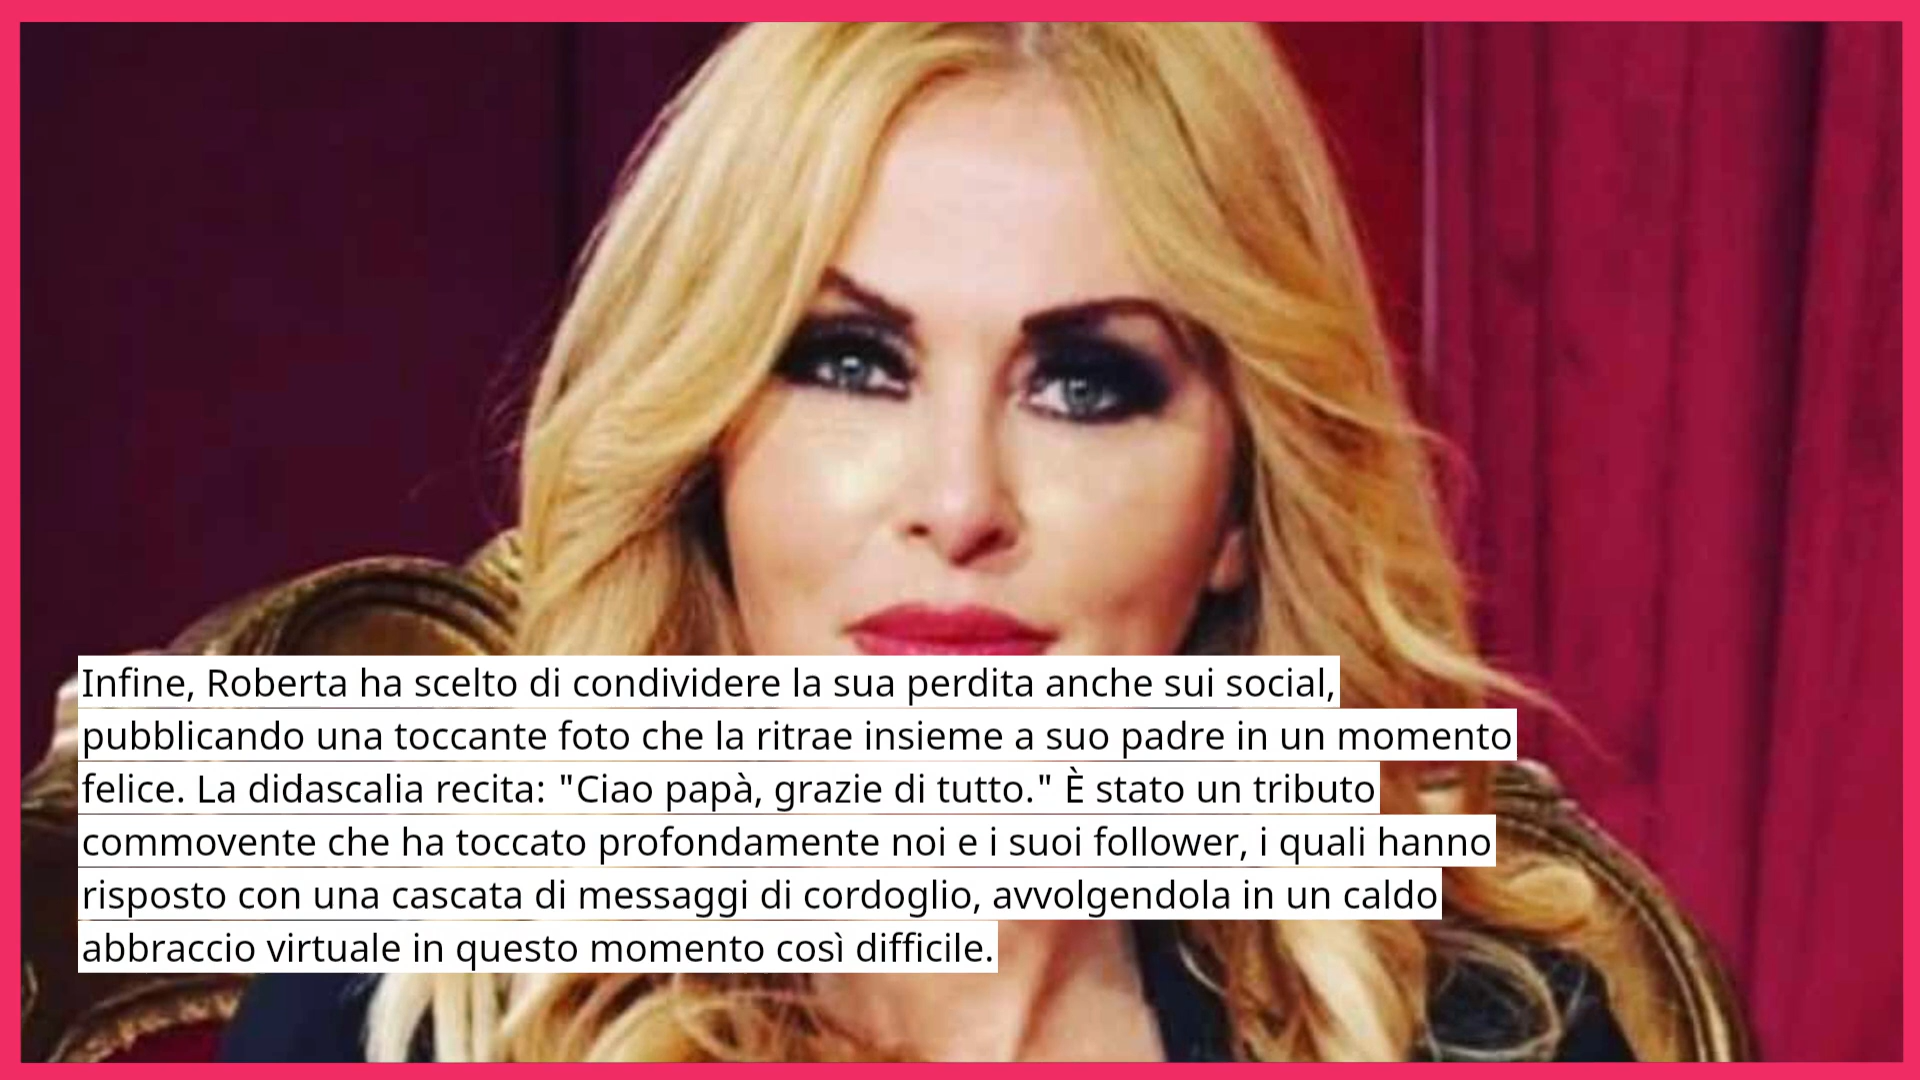 Infine, Roberta ha scelto di condividere la sua perdita anche sui social,
pubblicando una toccante foto che la ritrae insieme a suo padre in un momento
felice. La didascalia recita: "Ciao papà, grazie di tutto." È stato un tributo
commovente che ha toccato profondamente noi e i suoi follower, i quali hanno
risposto con una cascata di messaggi di cordoglio, avvolgendola in un caldo
abbraccio virtuale in questo momento così difficile.